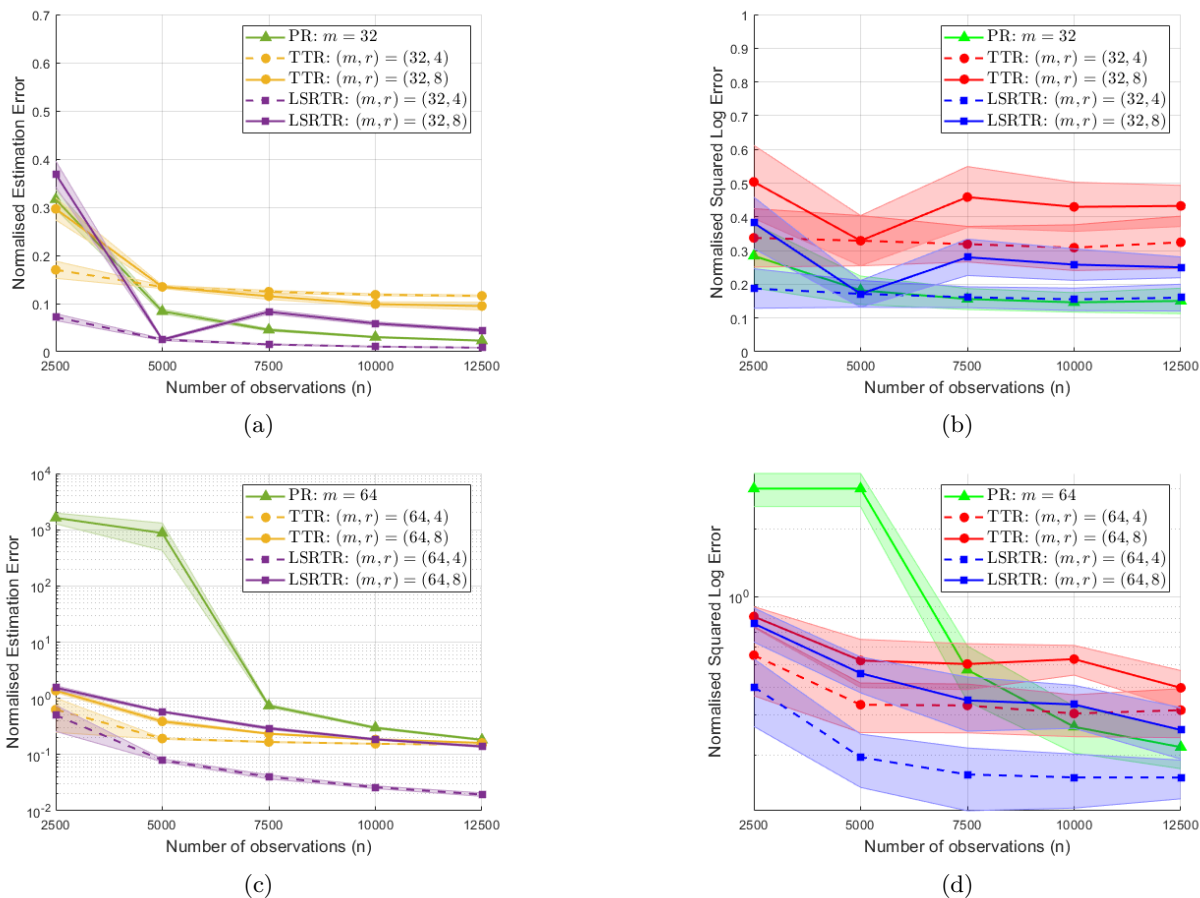 0.7
0.6
0.5
0.4
0.3
0.2
0.1
0
2500
5000
7500
10000
12500
Nonmalised Estimation Error
Number of observations (n)
PR: m = 32
TTR: (m, r) = (32, 4)
TTR: (m, r) = (32, 8)
LSRTR: (m, r) = (32, 4)
LSRTR: (m, r) = (32, 8)
(a)
1
0.9
0.8
0.7
0.6
0.5
0.4
0.3
0.2
0.1
0
2500
5000
7500
10000
12500
Nomalised Squared Log Error
Number of observations (n)
PR: m = 32
TTR: (m, r) = (32, 4)
TTR: (m, r) = (32, 8)
LSRTR: (m, r) = (32, 4)
LSRTR: (m, r) = (32, 8)
(b)
10^4
10^3
10^2
10^1
10^0
10^-1
10^-2
2500
5000
7500
10000
12500
Normalised Estimation Error
Number of observations (n)
PR: m = 64
TTR: (m, r) = (64, 4)
TTR: (m, r) = (64, 8)
LSRTR: (m, r) = (64, 4)
LSRTR: (m, r) = (64, 8)
(c)
10^0
2500
5000
7500
10000
12500
Nomalised Squared Log Error
Number of observations (n)
PR: m = 64
TTR: (m, r) = (64, 4)
TTR: (m, r) = (64, 8)
LSRTR: (m, r) = (64, 4)
LSRTR: (m, r) = (64, 8)
(d)